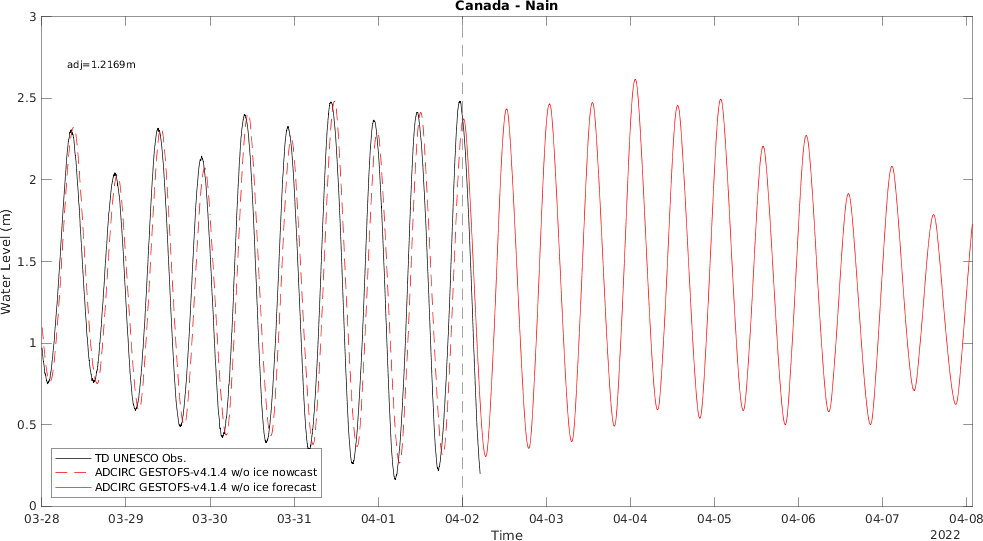 Canada - Nain
3
adj=1.2169m
2.5
2
1.5
1
0.5
0
Water Level (m)
TD UNESCO Obs.
ADCIRC GESTOFS-v4.1.4 w/o ice nowcast
ADCIRC GESTOFS-v4.1.4 w/o ice forecast
03-28 03-29 03-30 03-31 04-01 04-02 04-03 04-04 04-05 04-06 04-07 04-08
Time
2022